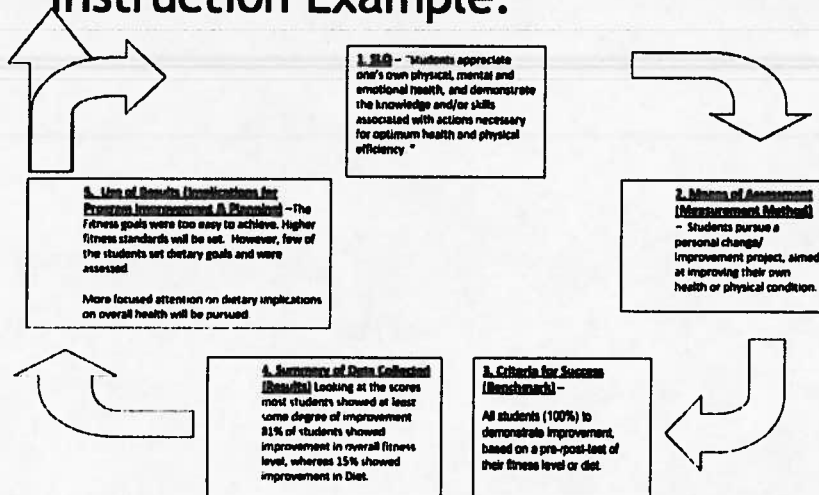 Instruction Example:
1. SLO – "Students appreciate
one's own physical, mental and
emotional health, and demonstrate
the knowledge and/or skills
associated with actions necessary
for optimum health and physical
efficiency. "
2. Means of Assessment
(Measurement Method)
– Students pursue a
personal change/
improvement project, aimed
at improving their own
health or physical condition.
3. Criteria for Success
(Benchmark) –
All students (100%) to
demonstrate improvement,
based on a pre-/post-test of
their fitness level or diet.
4. Summary of Data Collected
(Results) Looking at the scores
most students showed at least
some degree of improvement
81% of students showed
improvement in overall fitness
level, whereas 15% showed
improvement in Diet.
5. Use of Results (Implications for
Program Improvement & Planning) –The
Fitness goals were too easy to achieve. Higher
fitness standards will be set. However, few of
the students set dietary goals and were
assessed
More focused attention on dietary implications
on overall health will be pursued